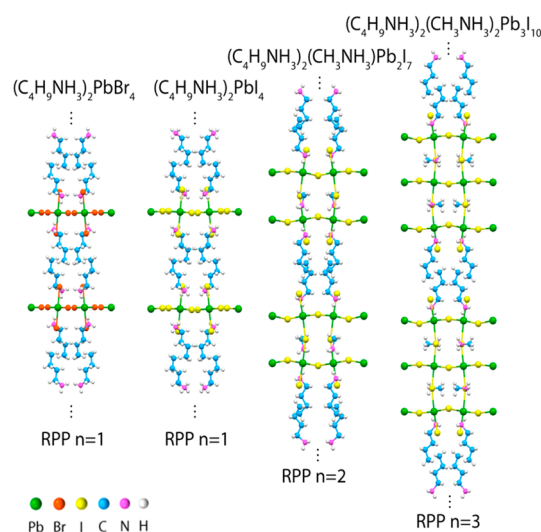 (C₄H₉NH₃)₂PbBr₄
(C₄H₉NH₃)₂PbI₄
(C₄H₉NH₃)₂(CH₃NH₃)Pb₂I₇
(C₄H₉NH₃)₂(CH₃NH₃)₂Pb₃I₁₀
RPP n=1
RPP n=1
RPP n=2
RPP n=3
Pb Br I C N H